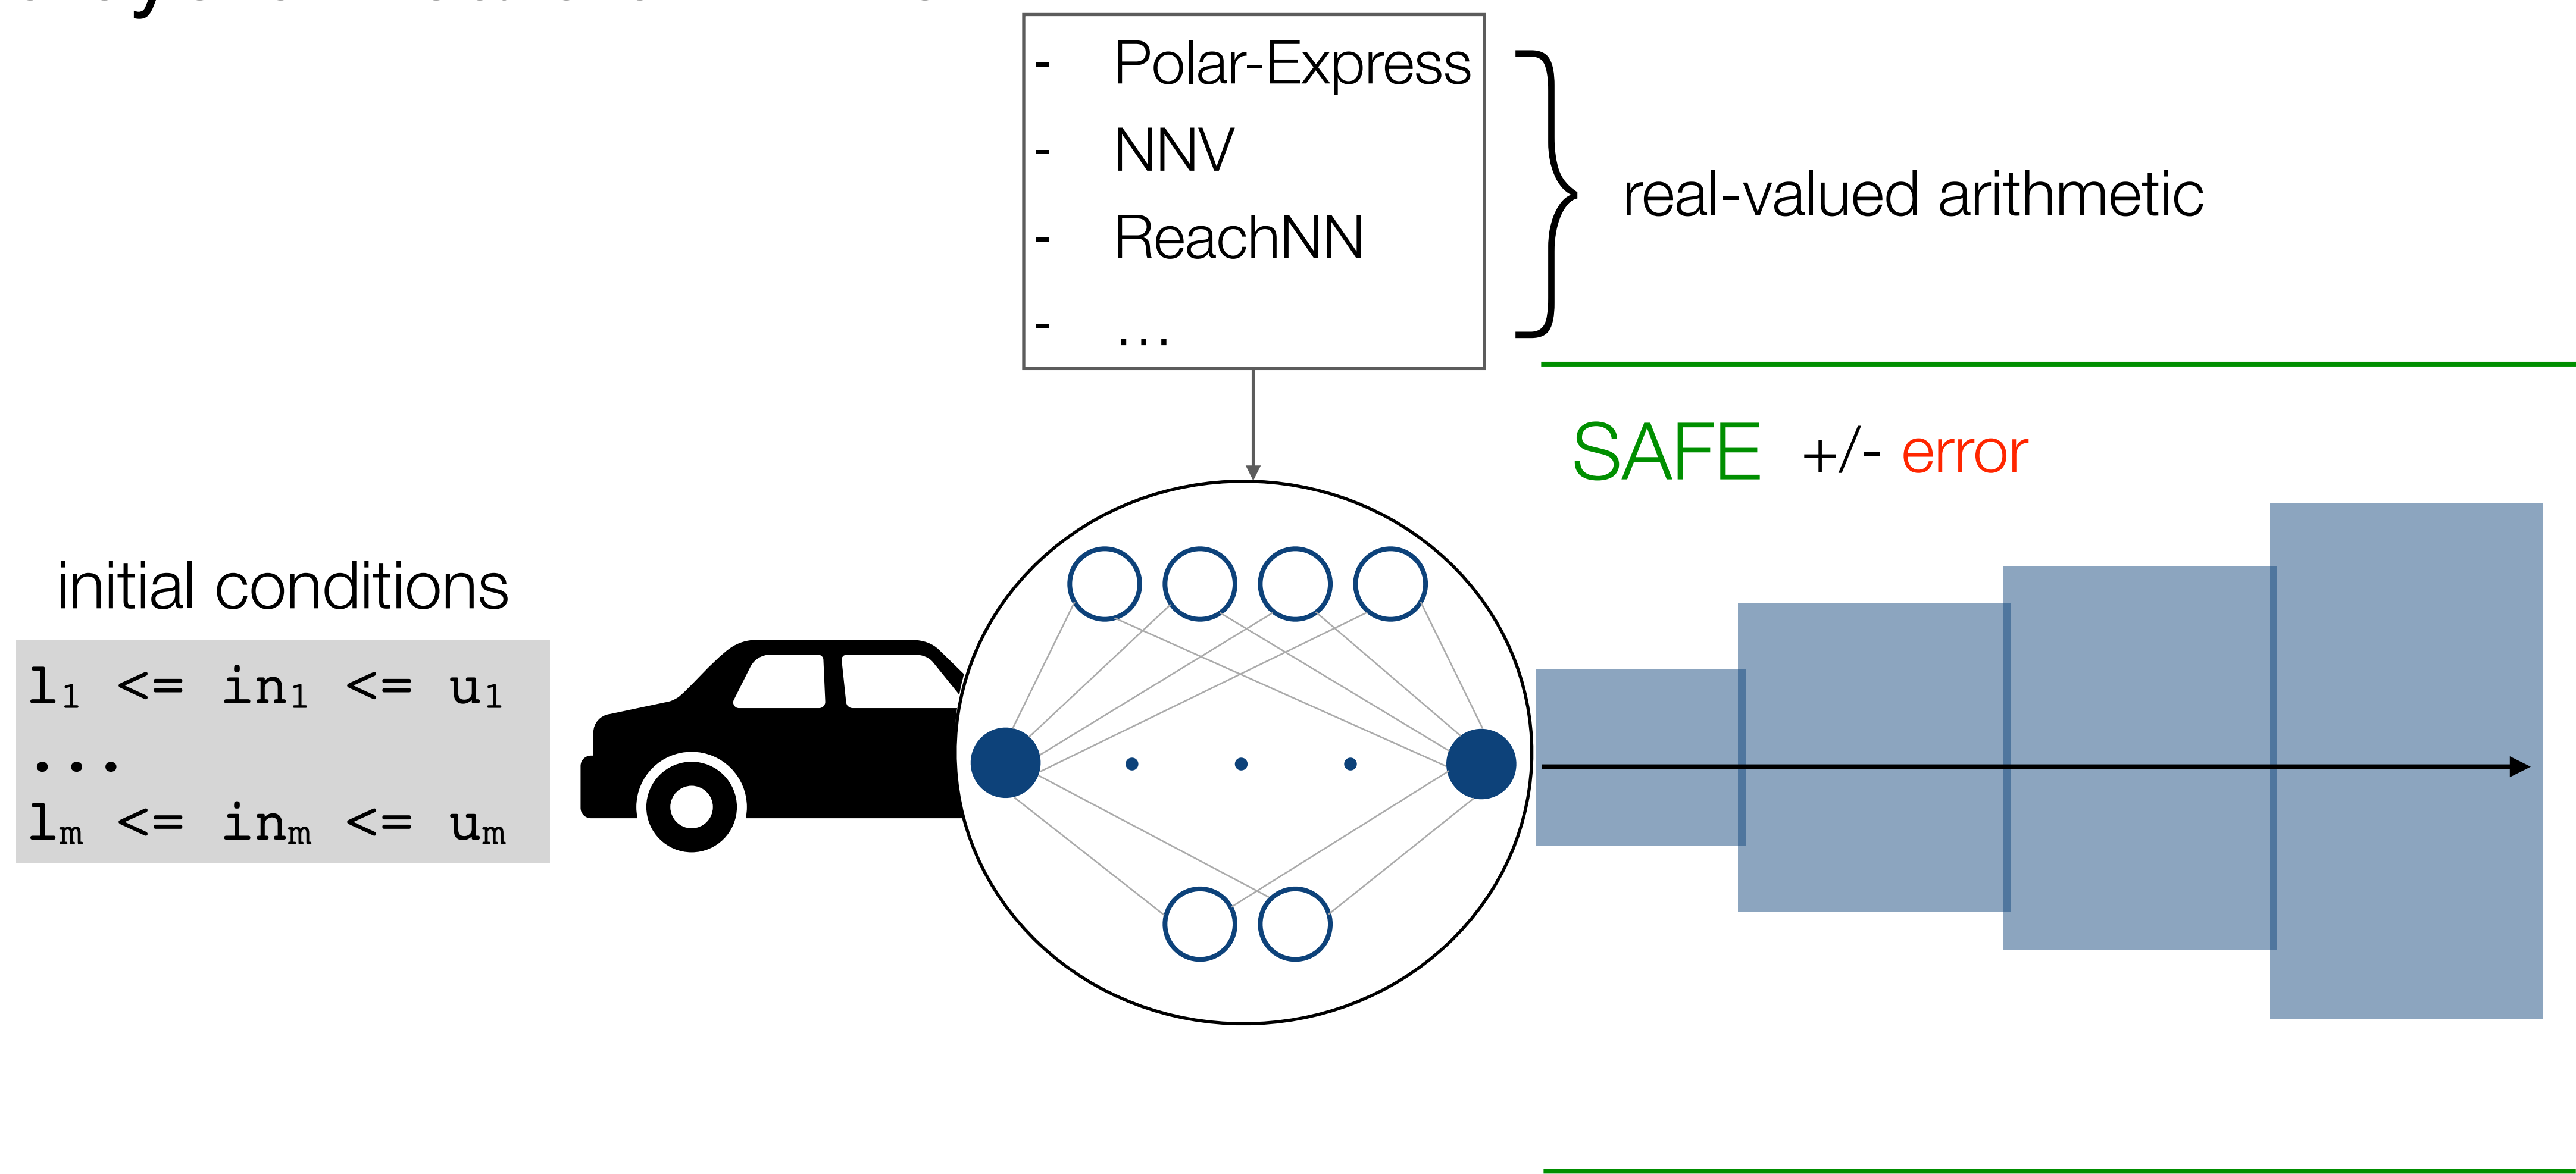 - Polar-Express
- NNV
- ReachNN
- …
real-valued arithmetic
SAFE +/- error
initial conditions
l₁ <= in₁ <= u₁
...
lₘ <= inₘ <= uₘ